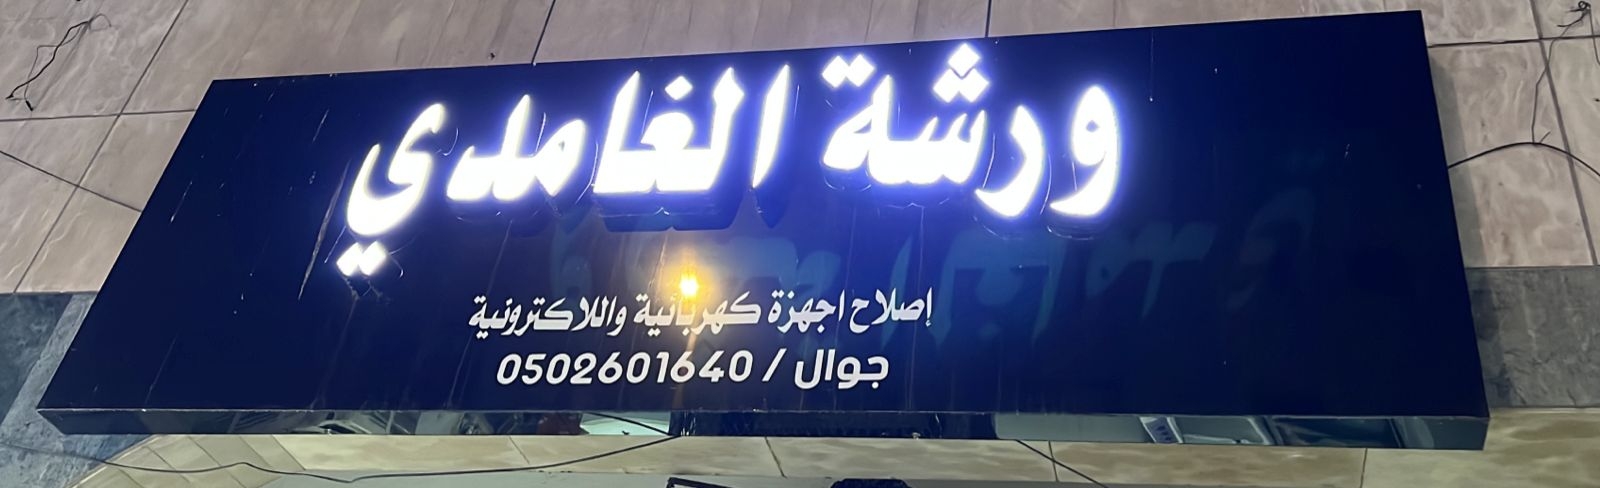 ورشة الغامدي
إصلاح اجهزة كهربائية واللاكترونية
جوال / 0502601640